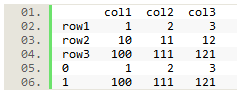 01. col1 col2 col3
02. row1 1 2 3
03. row2 10 11 12
04. row3 100 111 121
05. 0 1 2 3
06. 1 100 111 121